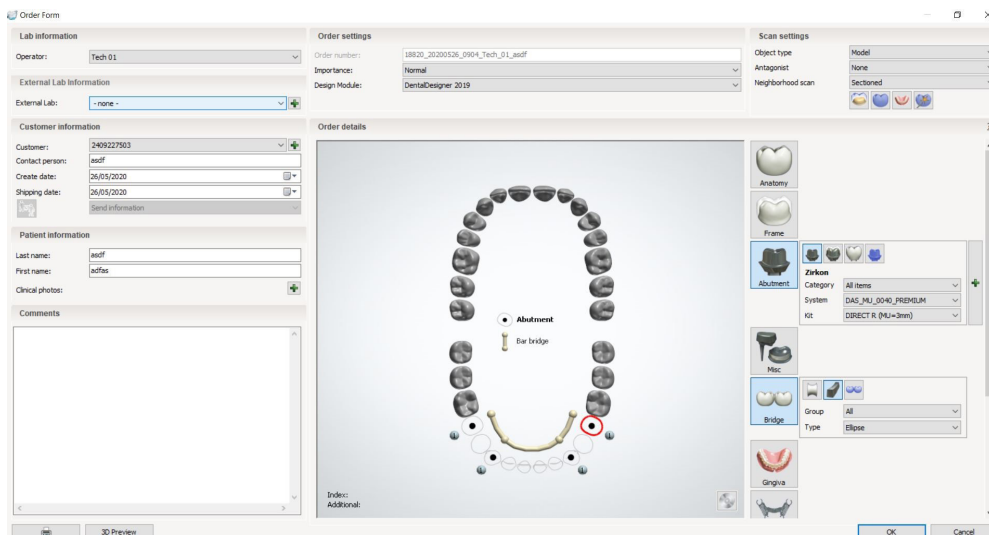 Order Form
Lab information
Operator: Tech 01
External Lab Information
External Lab: - none -
Customer information
Customer: 2409227503
Contact person: asdf
Create date: 26/05/2020
Shipping date: 26/05/2020
Send information
Patient information
Last name: asdf
First name: adfas
Clinical photos:
Comments
3D Preview
Order settings
Order number: 18820_20200526_0904_Tech_01_asdf
Importance: Normal
Design Module: DentalDesigner 2019
Order details
Abutment
Bar bridge
Index:
Additional:
Scan settings
Object type Model
Antagonist None
Neighborhood scan Sectioned
Anatomy
Frame
Abutment
Zirkon
Category All items
System DAS_MU_0040_PREMIUM
Kit DIRECT R (MU=3mm)
Misc
Bridge
Group All
Type Ellipse
Gingiva
OK Cancel